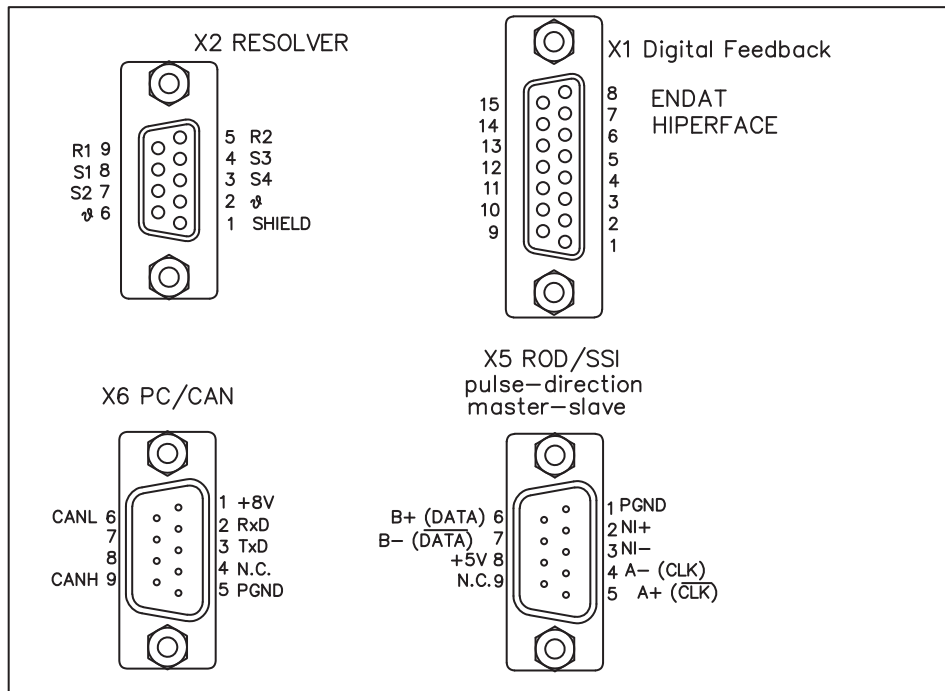 X2 RESOLVER
5 R2
R1 9
4 S3
S1 8
3 S4
S2 7
2 ϑ
ϑ 6
1 SHIELD
X1 Digital Feedback
ENDAT
HIPERFACE
8
15
7
14
6
13
5
12
4
11
3
10
2
9
1
X6 PC/CAN
1 +8V
CANL 6
2 RxD
7
3 TxD
8
4 N.C.
CANH 9
5 PGND
X5 ROD/SSI
pulse-direction
master-slave
1 PGND
B+ (DATA) 6
2 NI+
B- (D̅A̅T̅A̅) 7
3 NI-
+5V 8
4 A- (CLK)
N.C. 9
5 A+ (C̅L̅K̅)